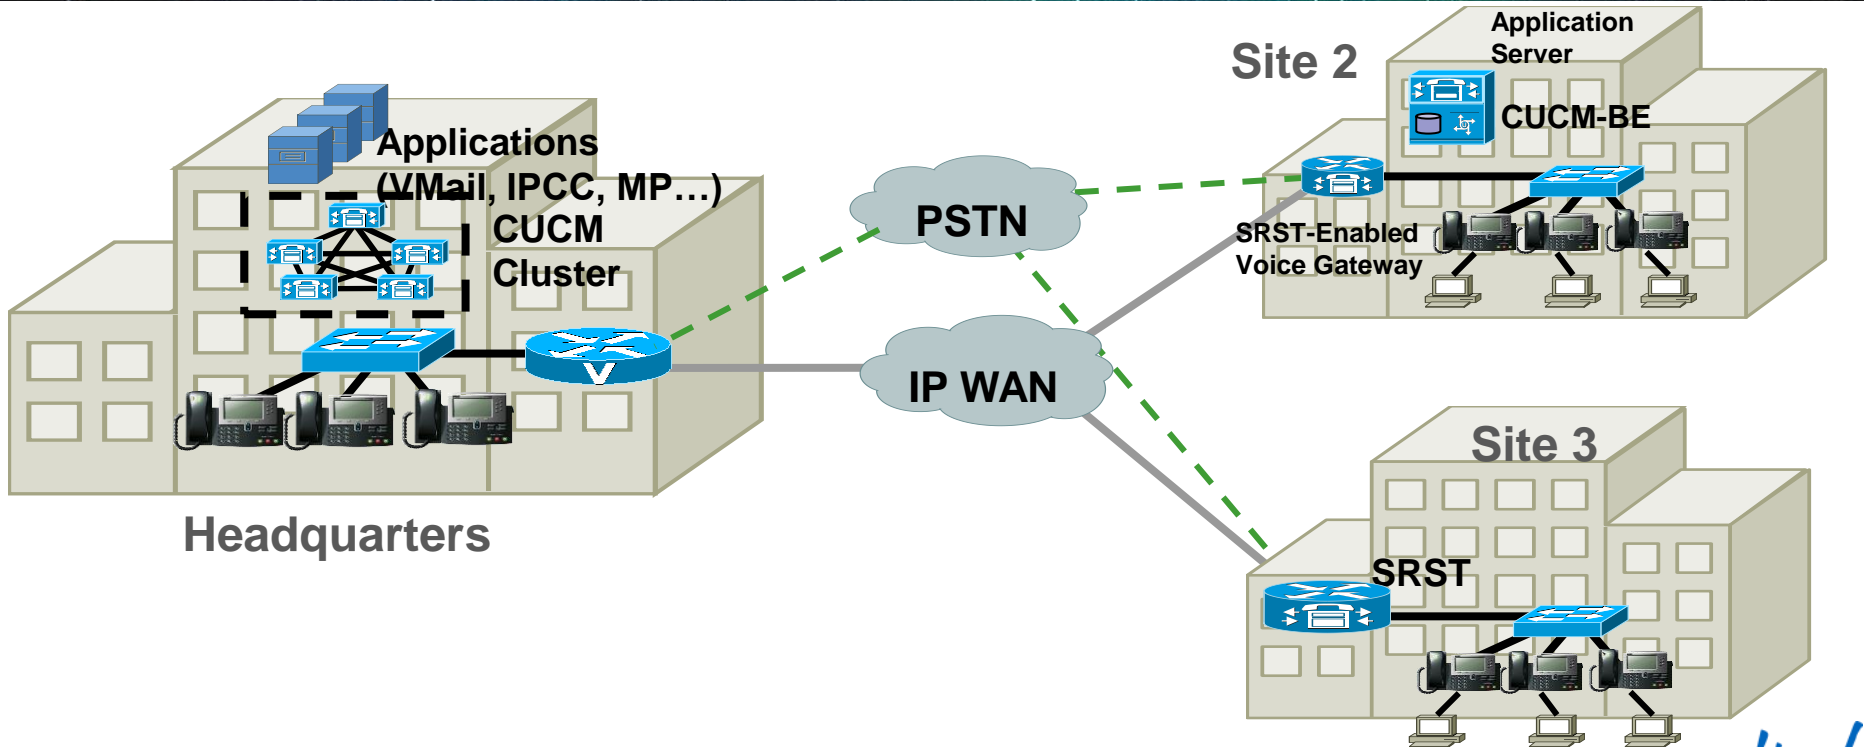 Applications
(VMail, IPCC, MP…)
CUCM
Cluster
V
Headquarters
PSTN
IP WAN
Site 2
Application
Server
CUCM-BE
SRST-Enabled
Voice Gateway
Site 3
SRST